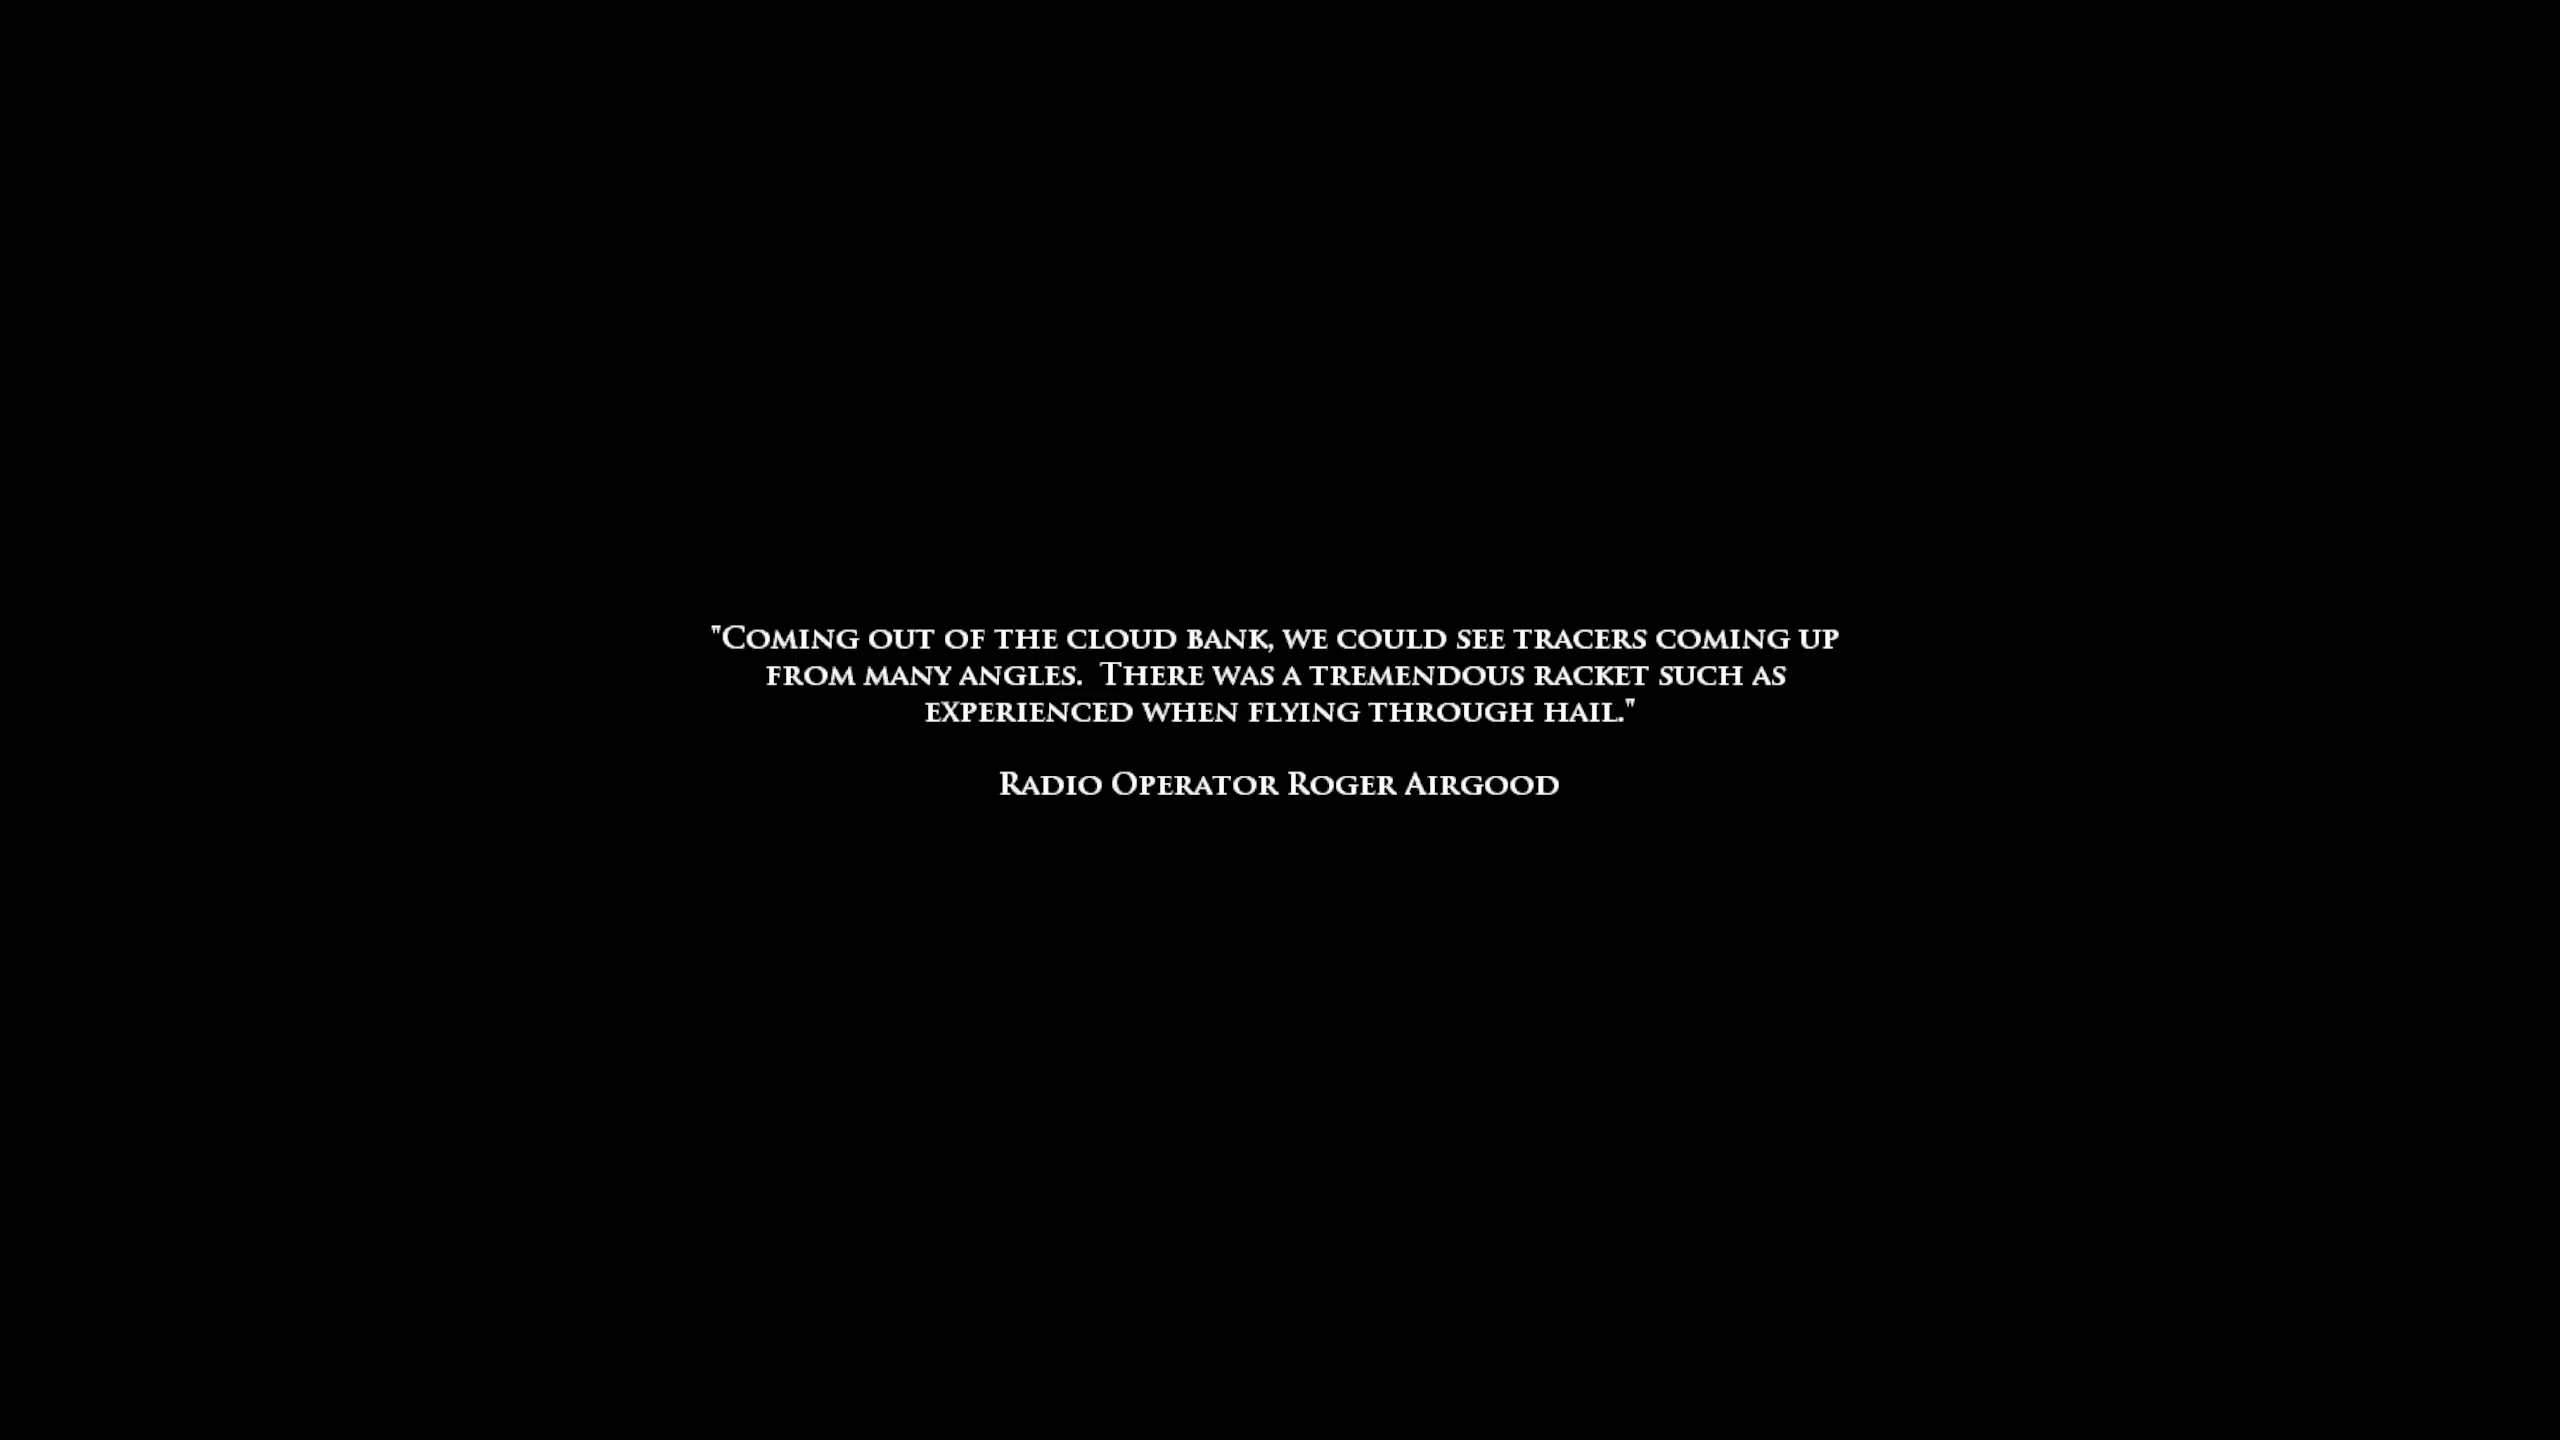 "Coming out of the cloud bank, we could see tracers coming up
from many angles.  There was a tremendous racket such as
experienced when flying through hail."
Radio Operator Roger Airgood